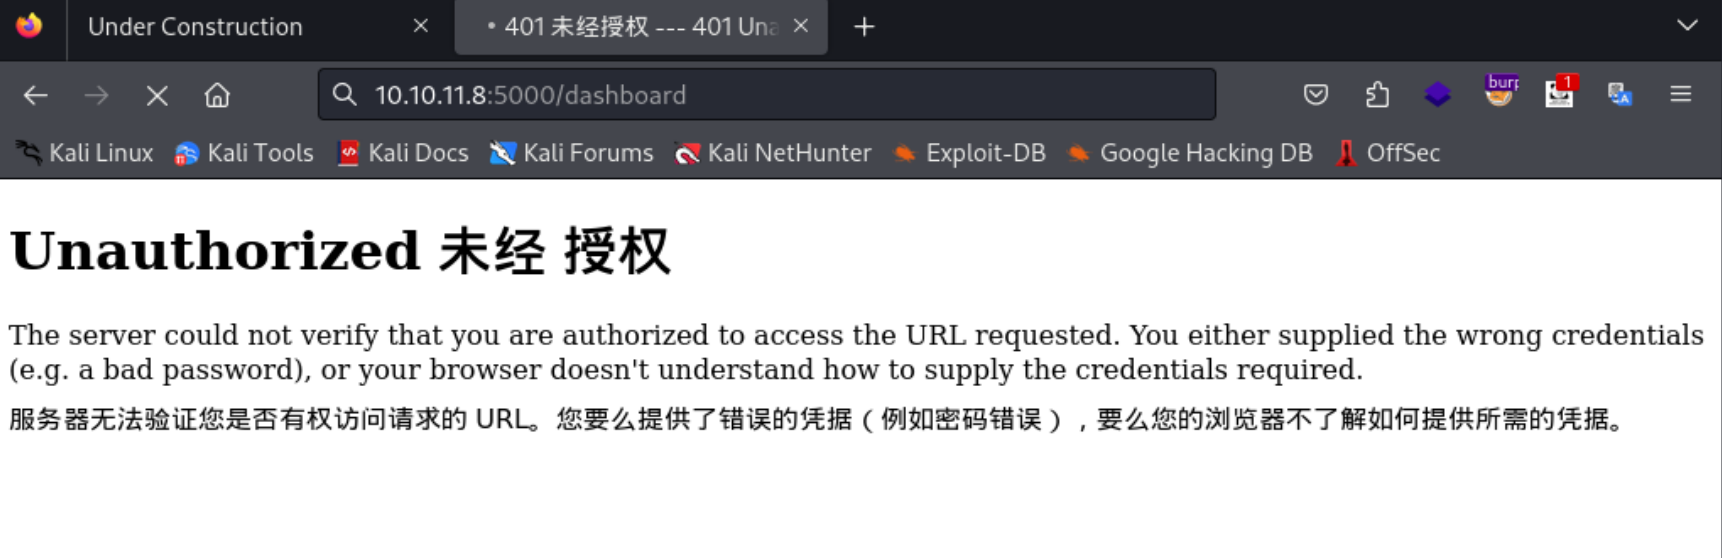 Under Construction
401 未经授权 --- 401 Una
10.10.11.8:5000/dashboard
burp
1
Kali Linux Kali Tools Kali Docs Kali Forums Kali NetHunter Exploit-DB Google Hacking DB OffSec
Unauthorized 未经 授权
The server could not verify that you are authorized to access the URL requested. You either supplied the wrong credentials
(e.g. a bad password), or your browser doesn't understand how to supply the credentials required.
服务器无法验证您是否有权访问请求的 URL。您要么提供了错误的凭据（例如密码错误），要么您的浏览器不了解如何提供所需的凭据。